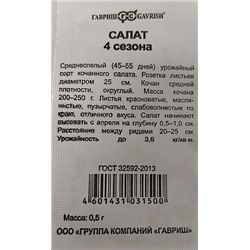 ГАВРИШ GAVRISH
САЛАТ
4 сезона
Среднеспелый (45–55 дней) урожайный
сорт кочанного салата. Розетка листьев
диаметром 25 см. Кочан средней
плотности, округлый. Масса кочана
200–250 г. Листья красноватые, масля-
нистые, пузырчатые, слабоволнистые по
краю, отличного вкуса. Салат начинают
высевать с апреля на глубину 0,5–1,0 см.
Расстояние между рядами 20–25 см.
Урожайность до 3,6 кг/кв.м.
ГОСТ 32592-2013
4 601431 031500
Масса: 0,5 г
ООО «ГРУППА КОМПАНИЙ «ГАВРИШ»